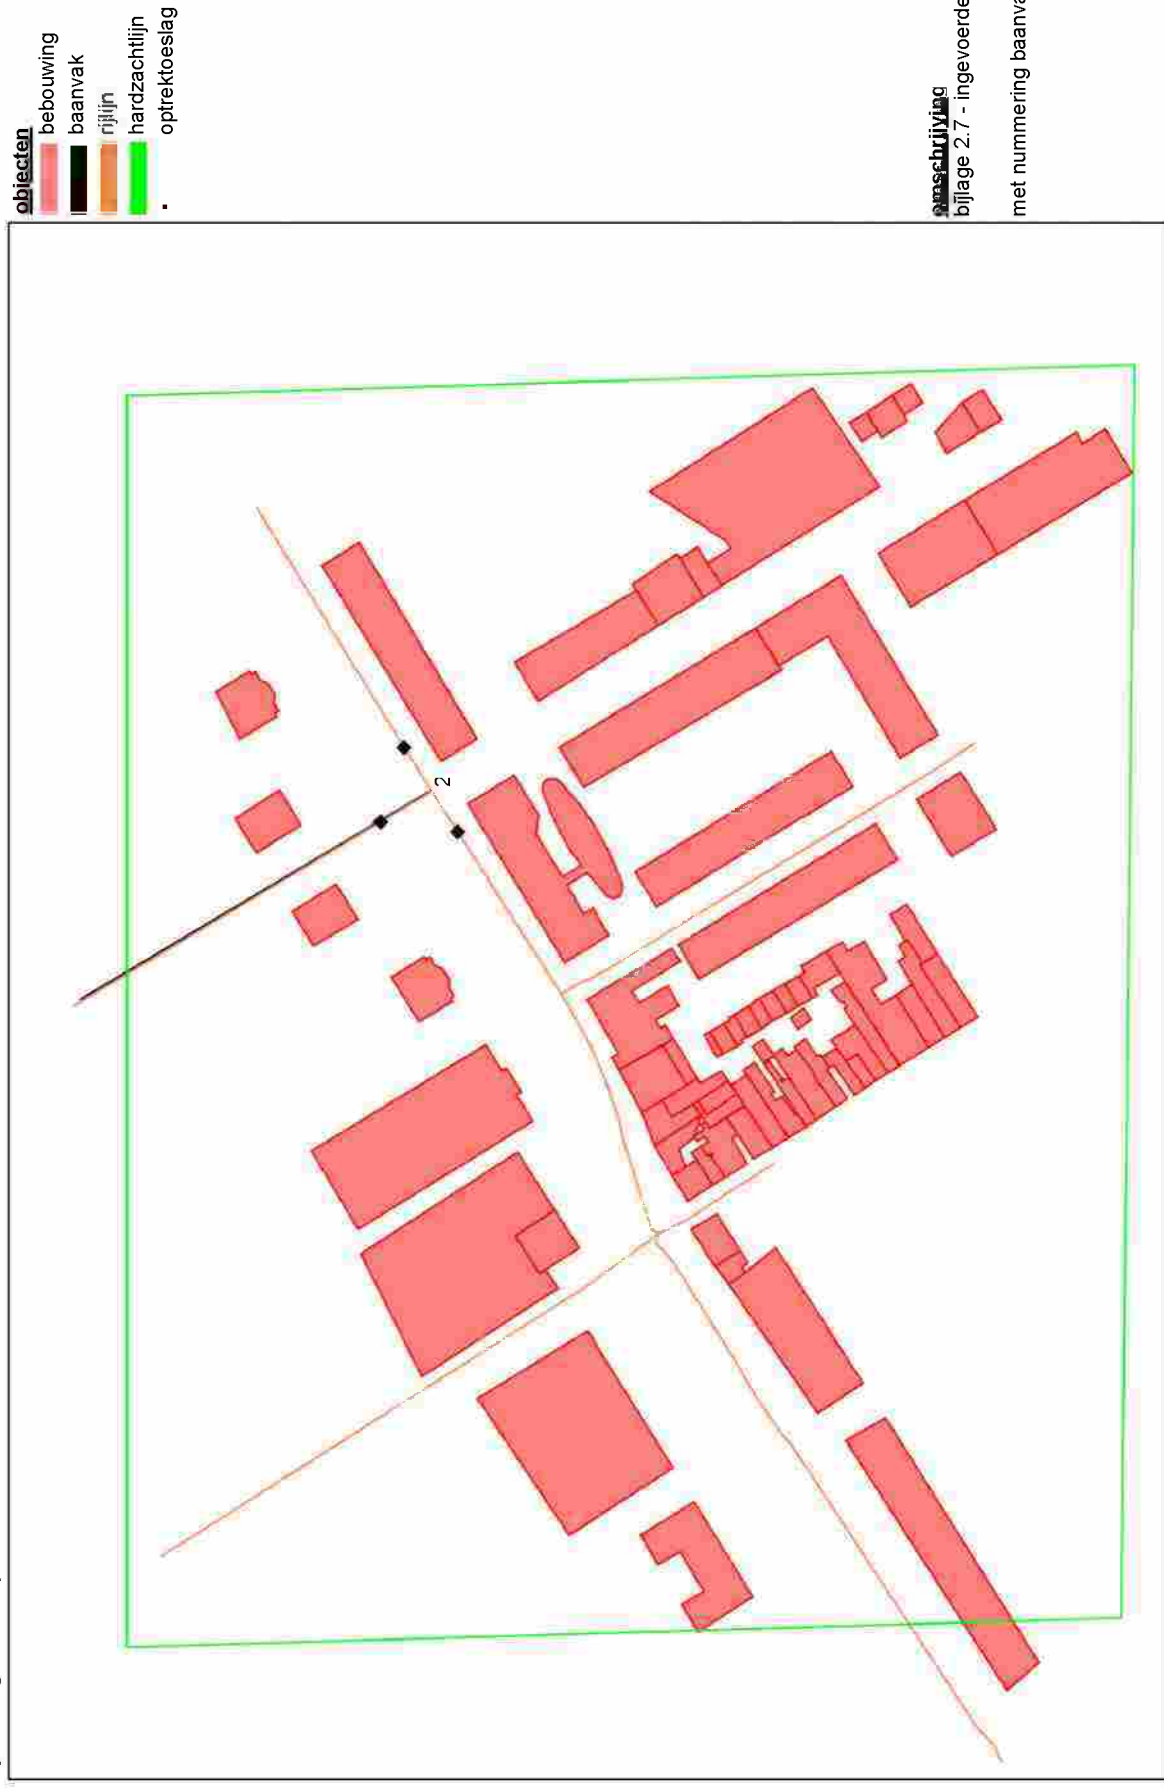 objecten
bebouwing
baanvak
rijlijn
hardzachtlijn
optrektoeslag
2
omschrijving
bijlage 2.7 - ingevoerde
met nummering baanva